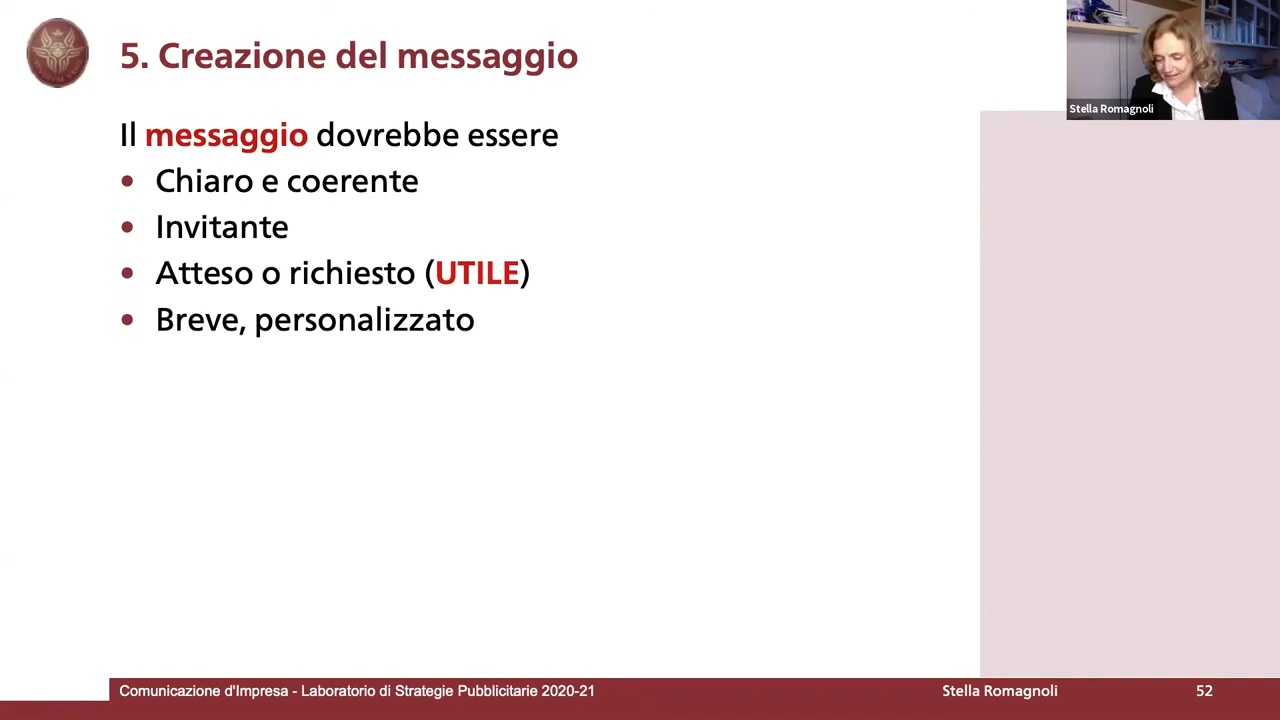 5. Creazione del messaggio
Stella Romagnoli
Il messaggio dovrebbe essere
• Chiaro e coerente
• Invitante
• Atteso o richiesto (UTILE)
• Breve, personalizzato
Comunicazione d'Impresa - Laboratorio di Strategie Pubblicitarie 2020-21
Stella Romagnoli
52